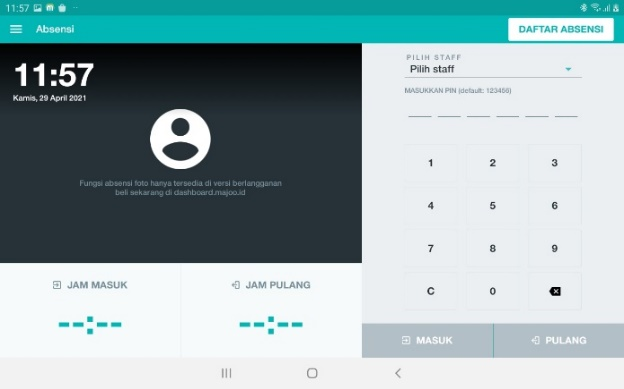 11:57
Absensi
DAFTAR ABSENSI
11:57
Kamis, 29 April 2021
Fungsi absensi foto hanya tersedia di versi berlangganan
beli sekarang di dashboard.majoo.id
JAM MASUK
JAM PULANG
--:--
--:--
PILIH STAFF
Pilih staff
MASUKKAN PIN (default: 123456)
1 2 3
4 5 6
7 8 9
C 0
MASUK
PULANG